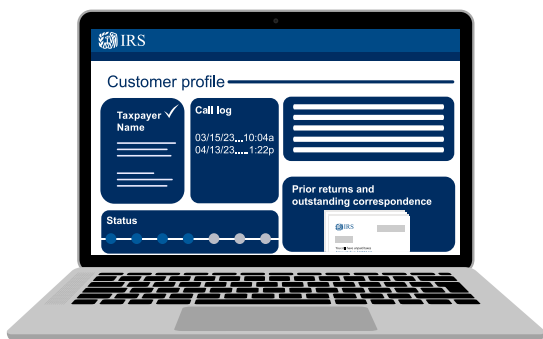 IRS
Customer profile
Taxpayer
Name
Call log
03/15/23...10:04a
04/13/23.....1:22p
Prior returns and
outstanding correspondence
Status
IRS